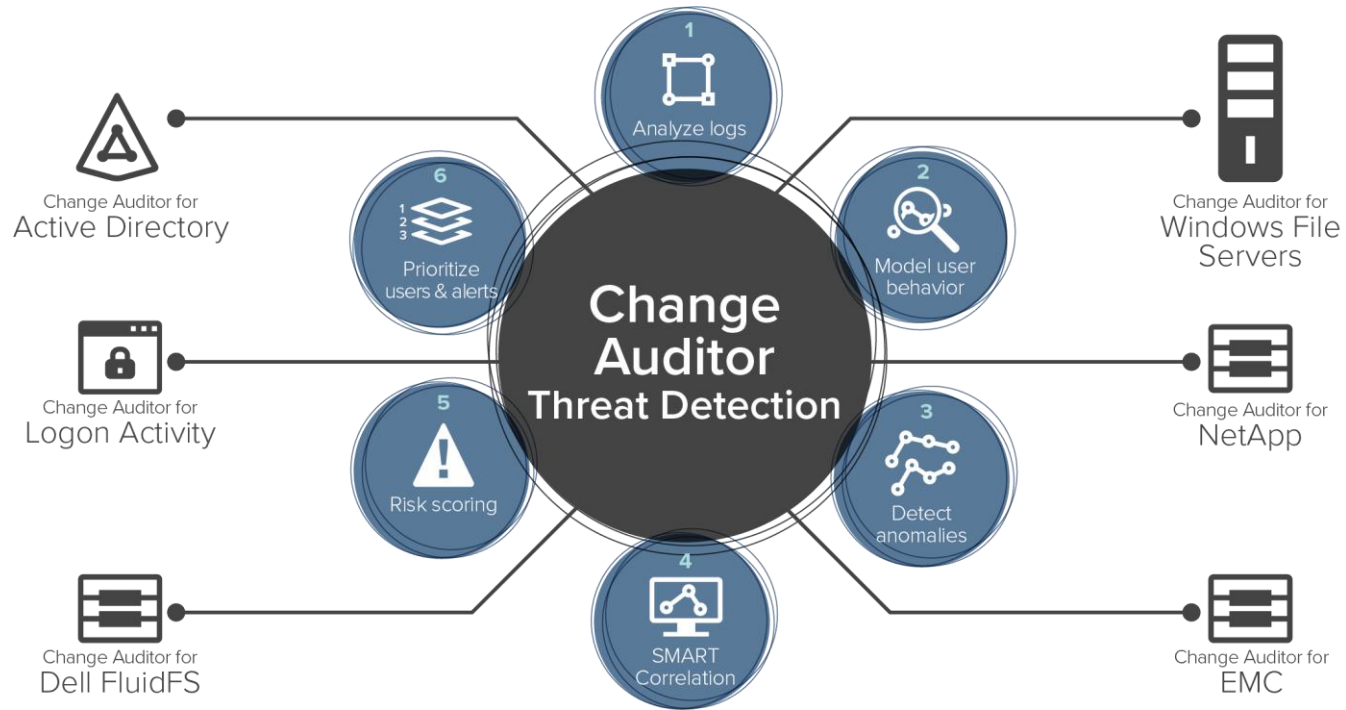 1
Analyze logs
2
Model user
behavior
3
Detect
anomalies
4
SMART
Correlation
5
Risk scoring
6
1
2
3
Prioritize
users & alerts
Change
Auditor
Threat Detection
Change Auditor for
Active Directory
Change Auditor for
Logon Activity
Change Auditor for
Dell FluidFS
Change Auditor for
Windows File
Servers
Change Auditor for
NetApp
Change Auditor for
EMC